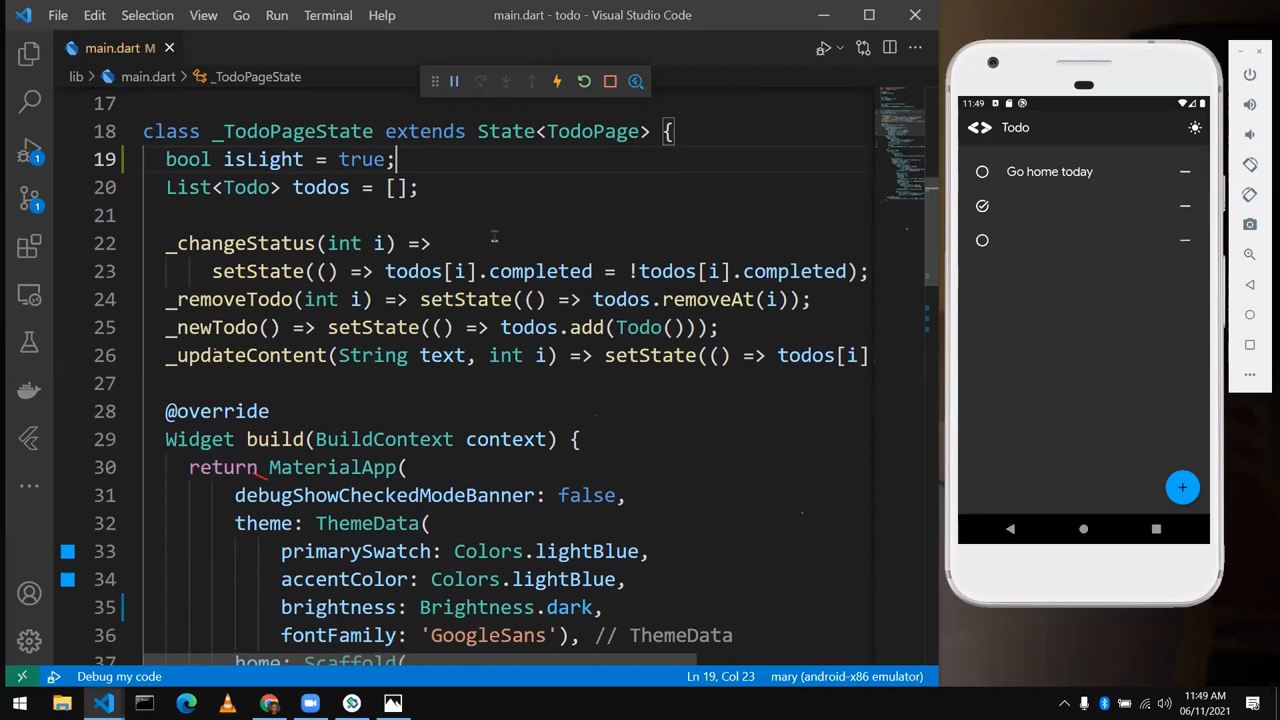 File Edit Selection View Go Run Terminal Help main.dart - todo - Visual Studio Code
main.dart M
lib > main.dart > _TodoPageState
17
18 class _TodoPageState extends State<TodoPage> {
19 bool isLight = true;
20 List<Todo> todos = [];
21
22 _changeStatus(int i) =>
23 setState(() => todos[i].completed = !todos[i].completed);
24 _removeTodo(int i) => setState(() => todos.removeAt(i));
25 _newTodo() => setState(() => todos.add(Todo()));
26 _updateContent(String text, int i) => setState(() => todos[i].
27
28 @override
29 Widget build(BuildContext context) {
30 return MaterialApp(
31 debugShowCheckedModeBanner: false,
32 theme: ThemeData(
33 primarySwatch: Colors.lightBlue,
34 accentColor: Colors.lightBlue,
35 brightness: Brightness.dark,
36 fontFamily: 'GoogleSans'), // ThemeData
37 home: Scaffold(
1
1
Debug my code Ln 19, Col 23 mary (android-x86 emulator)
11:49
Todo
Go home today
11:49 AM
06/11/2021